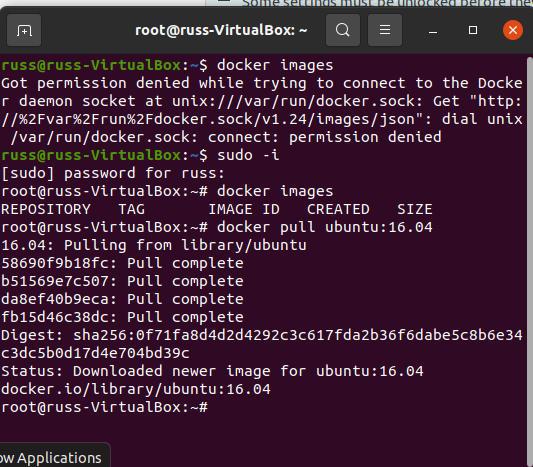 Some settings must be unlocked before they
root@russ-VirtualBox: ~
russ@russ-VirtualBox:~$ docker images
Got permission denied while trying to connect to the Docke
r daemon socket at unix:///var/run/docker.sock: Get "http:
//%2Fvar%2Frun%2Fdocker.sock/v1.24/images/json": dial unix
/var/run/docker.sock: connect: permission denied
russ@russ-VirtualBox:~$ sudo -i
[sudo] password for russ:
root@russ-VirtualBox:~# docker images
REPOSITORY   TAG       IMAGE ID   CREATED   SIZE
root@russ-VirtualBox:~# docker pull ubuntu:16.04
16.04: Pulling from library/ubuntu
58690f9b18fc: Pull complete
b51569e7c507: Pull complete
da8ef40b9eca: Pull complete
fb15d46c38dc: Pull complete
Digest: sha256:0f71fa8d4d2d4292c3c617fda2b36f6dabe5c8b6e34
c3dc5b0d17d4e704bd39c
Status: Downloaded newer image for ubuntu:16.04
docker.io/library/ubuntu:16.04
root@russ-VirtualBox:~#
ow Applications